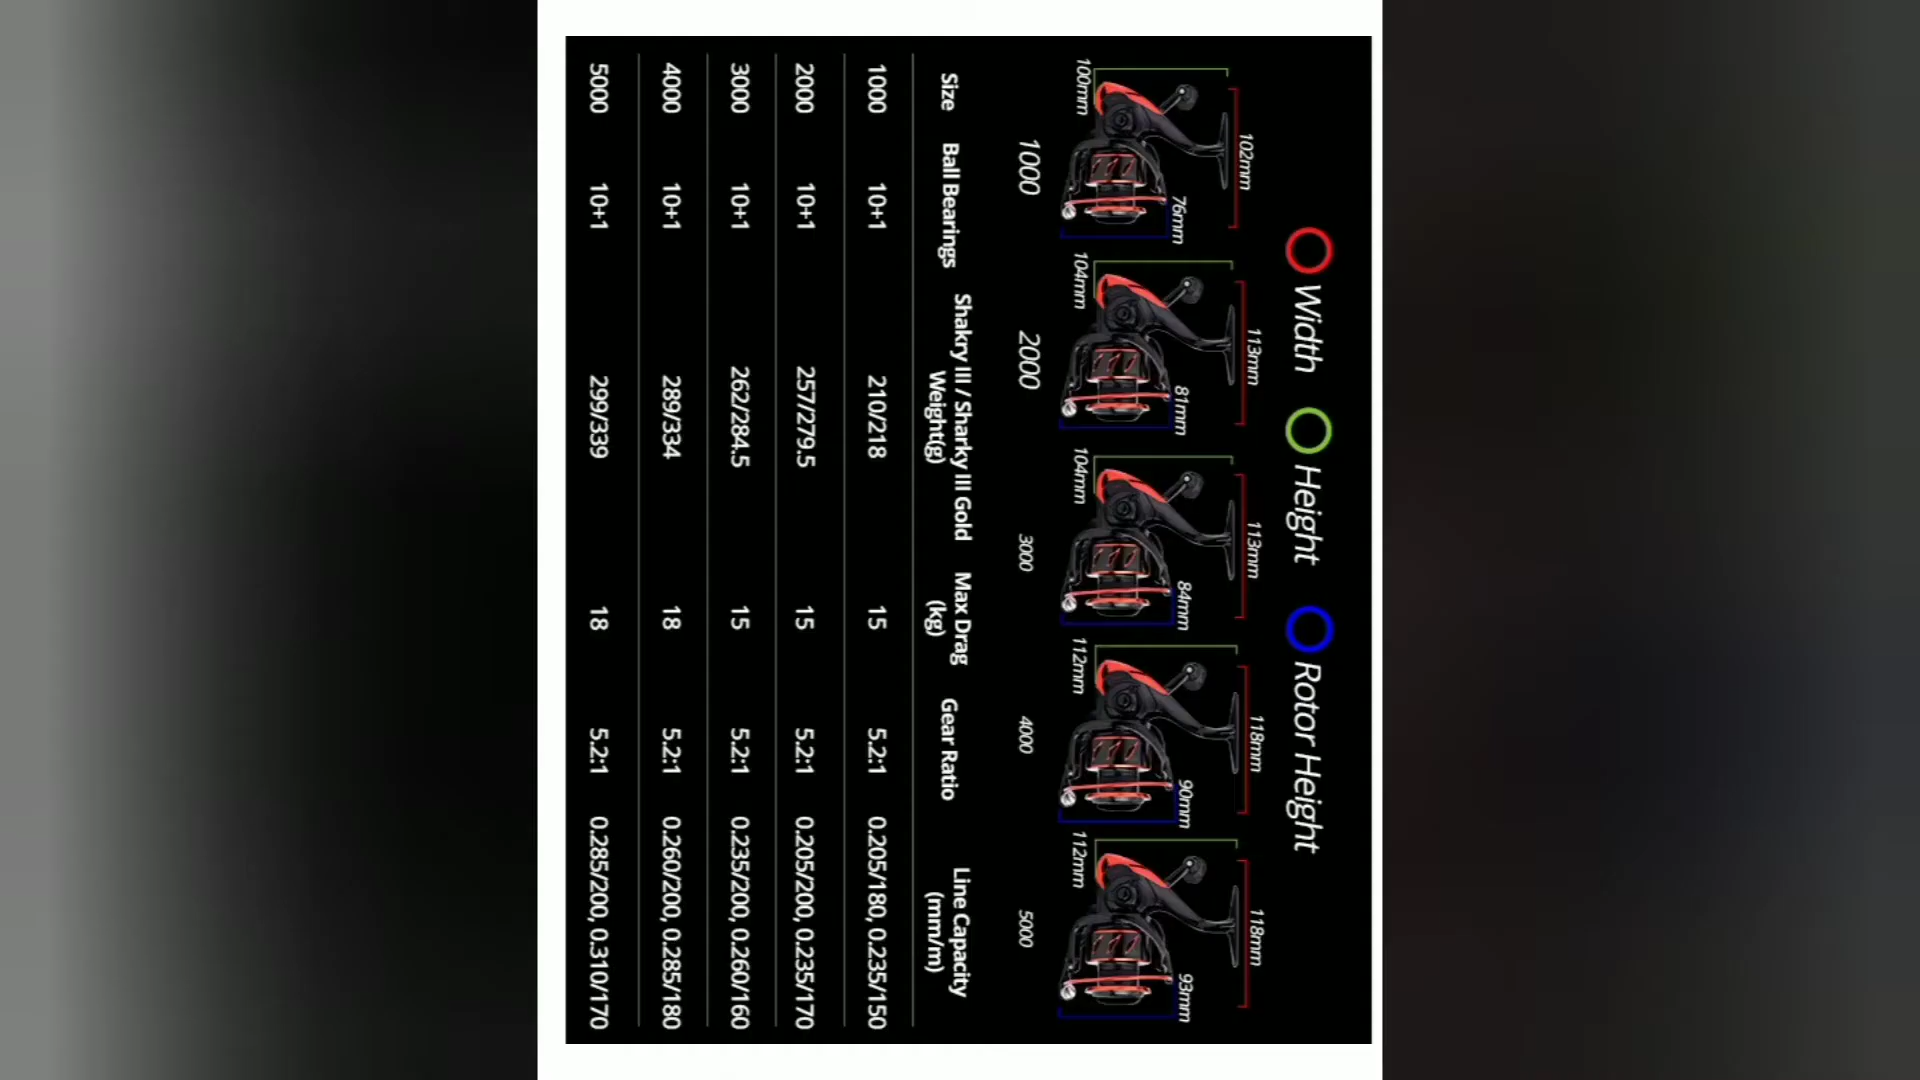 Width Height Rotor Height
102mm 113mm 113mm 118mm 118mm
76mm 81mm 84mm 90mm 93mm
100mm 104mm 104mm 112mm 112mm
1000 2000 3000 4000 5000
Size Ball Bearings Shakry III / Sharky III Gold Max Drag Gear Ratio Line Capacity
Weight(g) (kg) (mm/m)
1000 10+1 210/218 15 5.2:1 0.205/180, 0.235/150
2000 10+1 257/279.5 15 5.2:1 0.205/200, 0.235/170
3000 10+1 262/284.5 15 5.2:1 0.235/200, 0.260/160
4000 10+1 289/334 18 5.2:1 0.260/200, 0.285/180
5000 10+1 299/339 18 5.2:1 0.285/200, 0.310/170